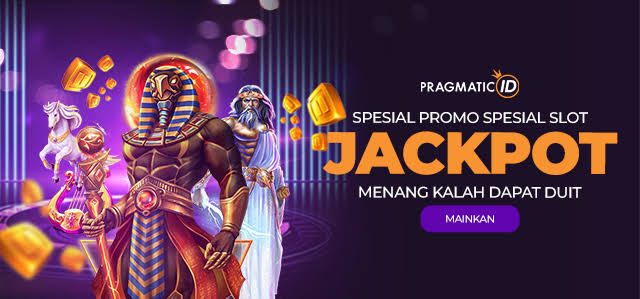 PRAGMATIC ID
SPESIAL PROMO SPESIAL SLOT
JACKPOT
MENANG KALAH DAPAT DUIT
MAINKAN